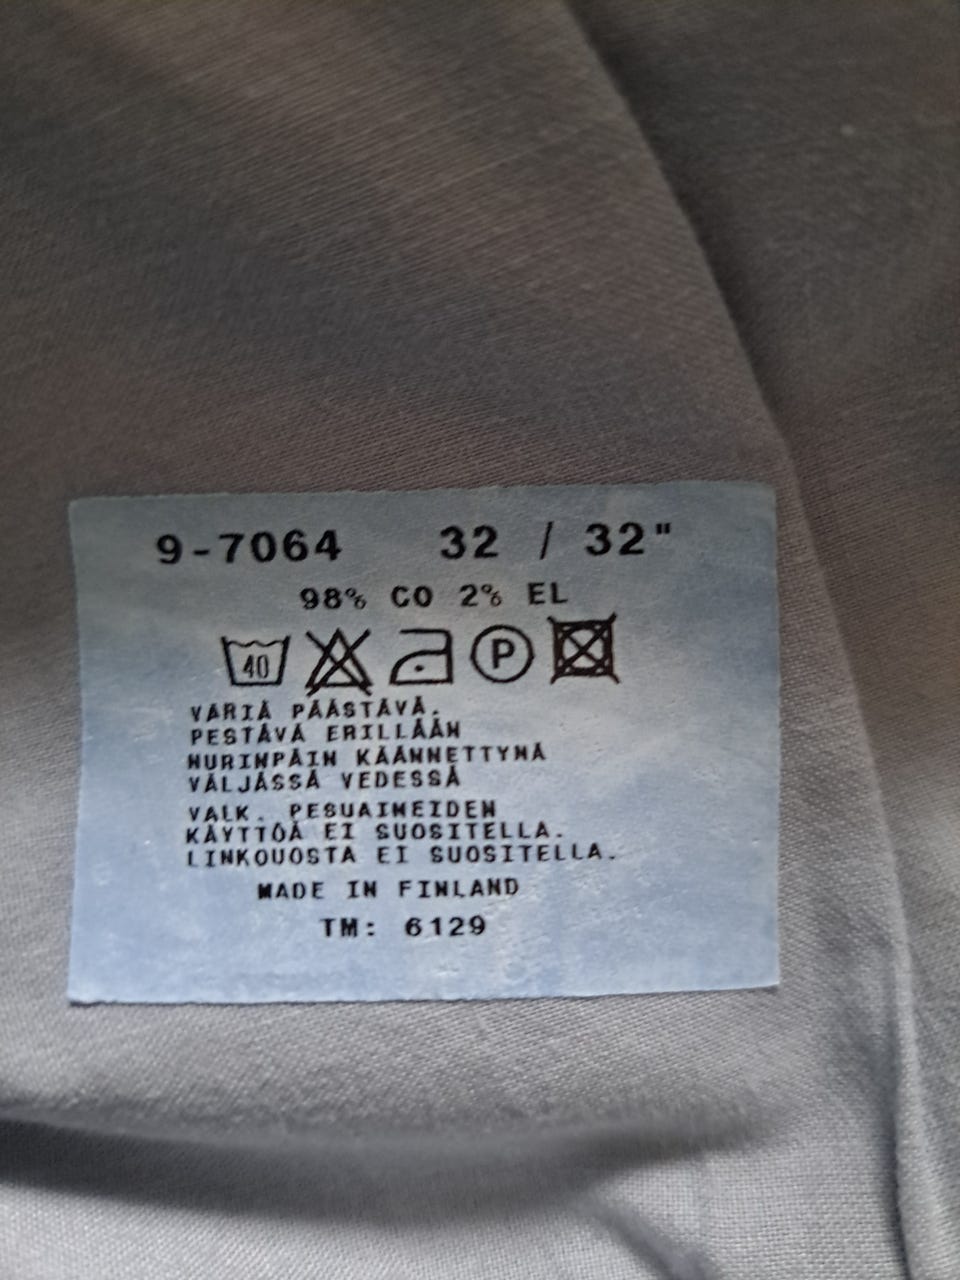 9-7064 32 / 32"
98% CO 2% EL
40 P
VÄRIÄ PÄÄSTÄVÄ.
PESTÄVÄ ERILLÄÄN
NURINPÄIN KÄÄNNETTYNÄ
VÄLJÄSSÄ VEDESSÄ
VALK. PESUAINEIDEN
KÄYTTÖÄ EI SUOSITELLA.
LINKOUOSTA EI SUOSITELLA.
MADE IN FINLAND
TM: 6129